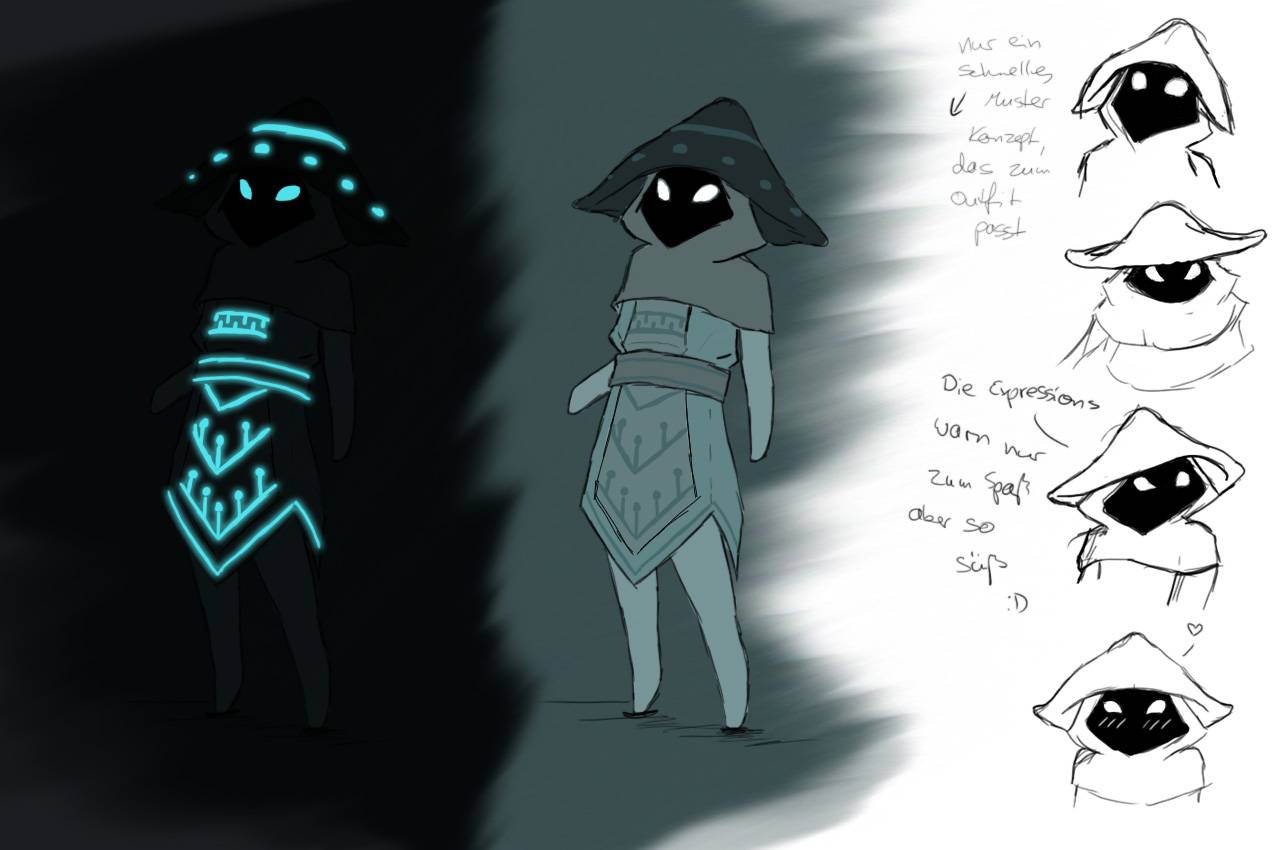 nur ein
schnelles
Muster
Konzept,
das zum
Outfit
passt
Die Expressions
warn nur
zum Spaß
aber so
süß
:D